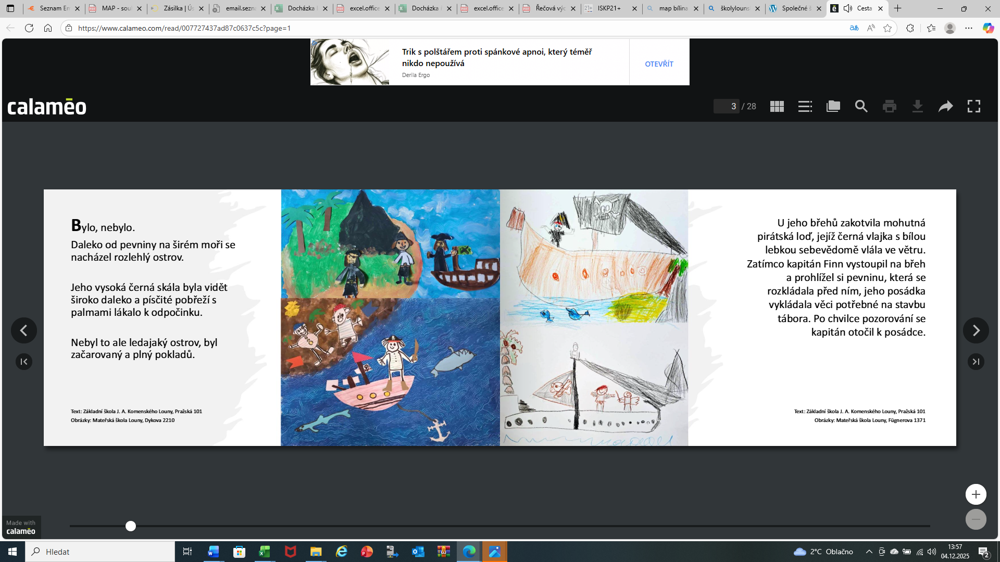 Seznam Em
MAP - soul
Zásilka | Ús
email.sezna
Docházka
excel.office
Docházka
excel.office
Řečová výc
ISKP21+
map bílina
školylouns
Společné š
Cesta
https://www.calameo.com/read/007727437ad87c0637c5c?page=1
Trik s polštářem proti spánkové apnoi, který téměř
nikdo nepoužívá
Derila Ergo
OTEVŘÍT
calamēo
3 / 28
Bylo, nebylo.
Daleko od pevniny na širém moři se
nacházel rozlehlý ostrov.
Jeho vysoká černá skála byla vidět
široko daleko a písčité pobřeží s
palmami lákalo k odpočinku.
Nebyl to ale ledajaký ostrov, byl
začarovaný a plný pokladů.
Text: Základní škola J. A. Komenského Louny, Pražská 101
Obrázky: Mateřská škola Louny, Dykova 2210
U jeho břehů zakotvila mohutná
pirátská loď, jejíž černá vlajka s bílou
lebkou sebevědomě vlála ve větru.
Zatímco kapitán Finn vystoupil na břeh
a prohlížel si pevninu, která se
rozkládala před ním, jeho posádka
vykládala věci potřebné na stavbu
tábora. Po chvilce pozorování se
kapitán otočil k posádce.
Text: Základní škola J. A. Komenského Louny, Pražská 101
Obrázky: Mateřská škola Louny, Fügnerova 1371
Made with
calamēo
Hledat
2°C Oblačno
13:57
04.12.2025
2